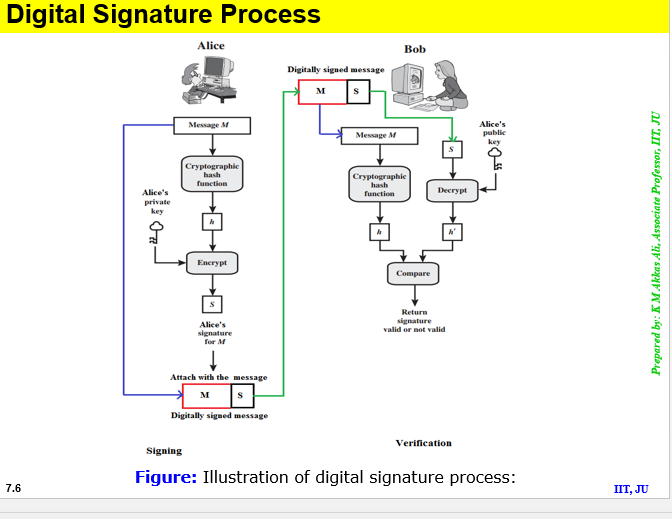 Digital Signature Process
Alice
Bob
Digitally signed message
M S
Message M
Cryptographic
hash
function
Alice's
private
key
h
Encrypt
S
Alice's
signature
for M
Attach with the message
M S
Digitally signed message
Signing
Message M
Cryptographic
hash
function
h
S
Alice's
public
key
Decrypt
h'
Compare
Return
signature
valid or not valid
Verification
Figure: Illustration of digital signature process:
7.6
IIT, JU
Prepared by: K M Akkas Ali, Associate Professor, IIT, JU